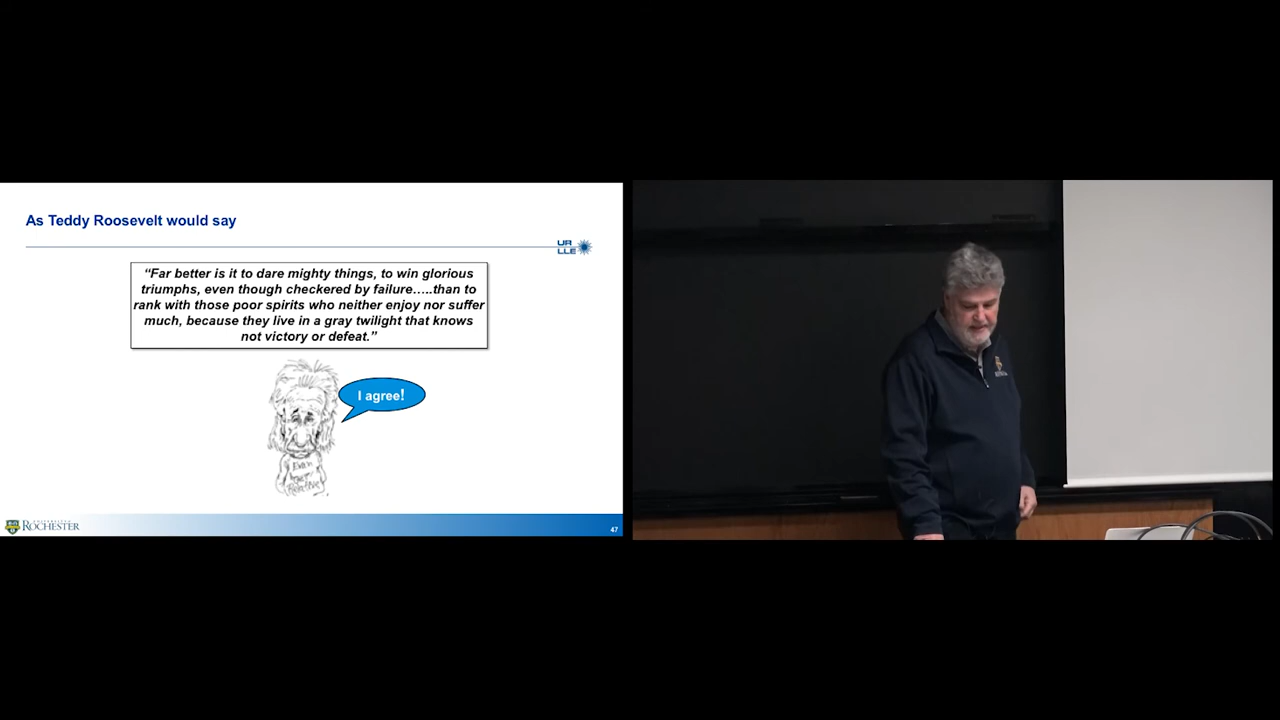 As Teddy Roosevelt would say
UR
LLE
“Far better is it to dare mighty things, to win glorious
triumphs, even though checkered by failure…..than to
rank with those poor spirits who neither enjoy nor suffer
much, because they live in a gray twilight that knows
not victory or defeat.”
I agree!
Even
ROCHESTER
47